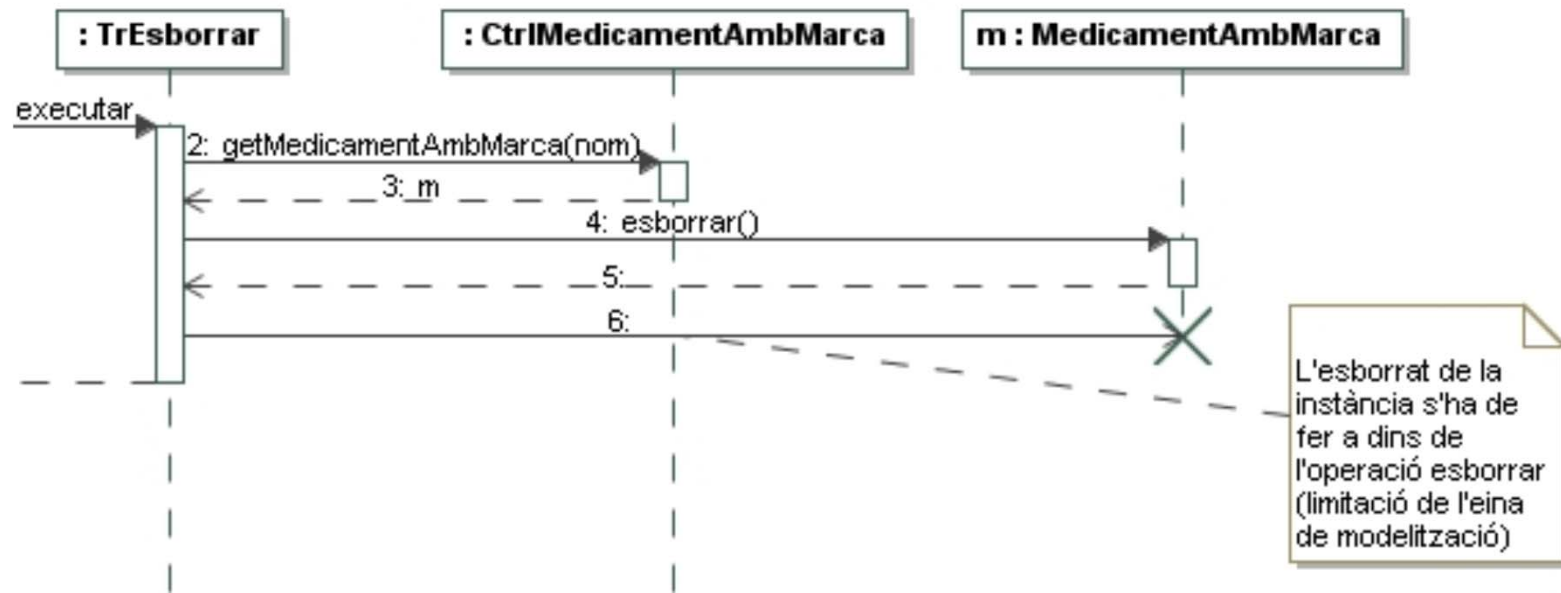 : TrEsborrar
: CtrlMedicamentAmbMarca
m : MedicamentAmbMarca
executar
2: getMedicamentAmbMarca(nom)
3: m
4: esborrar()
5:
6:
L'esborrat de la
instància s'ha de
fer a dins de
l'operació esborrar
(limitació de l'eina
de modelització)